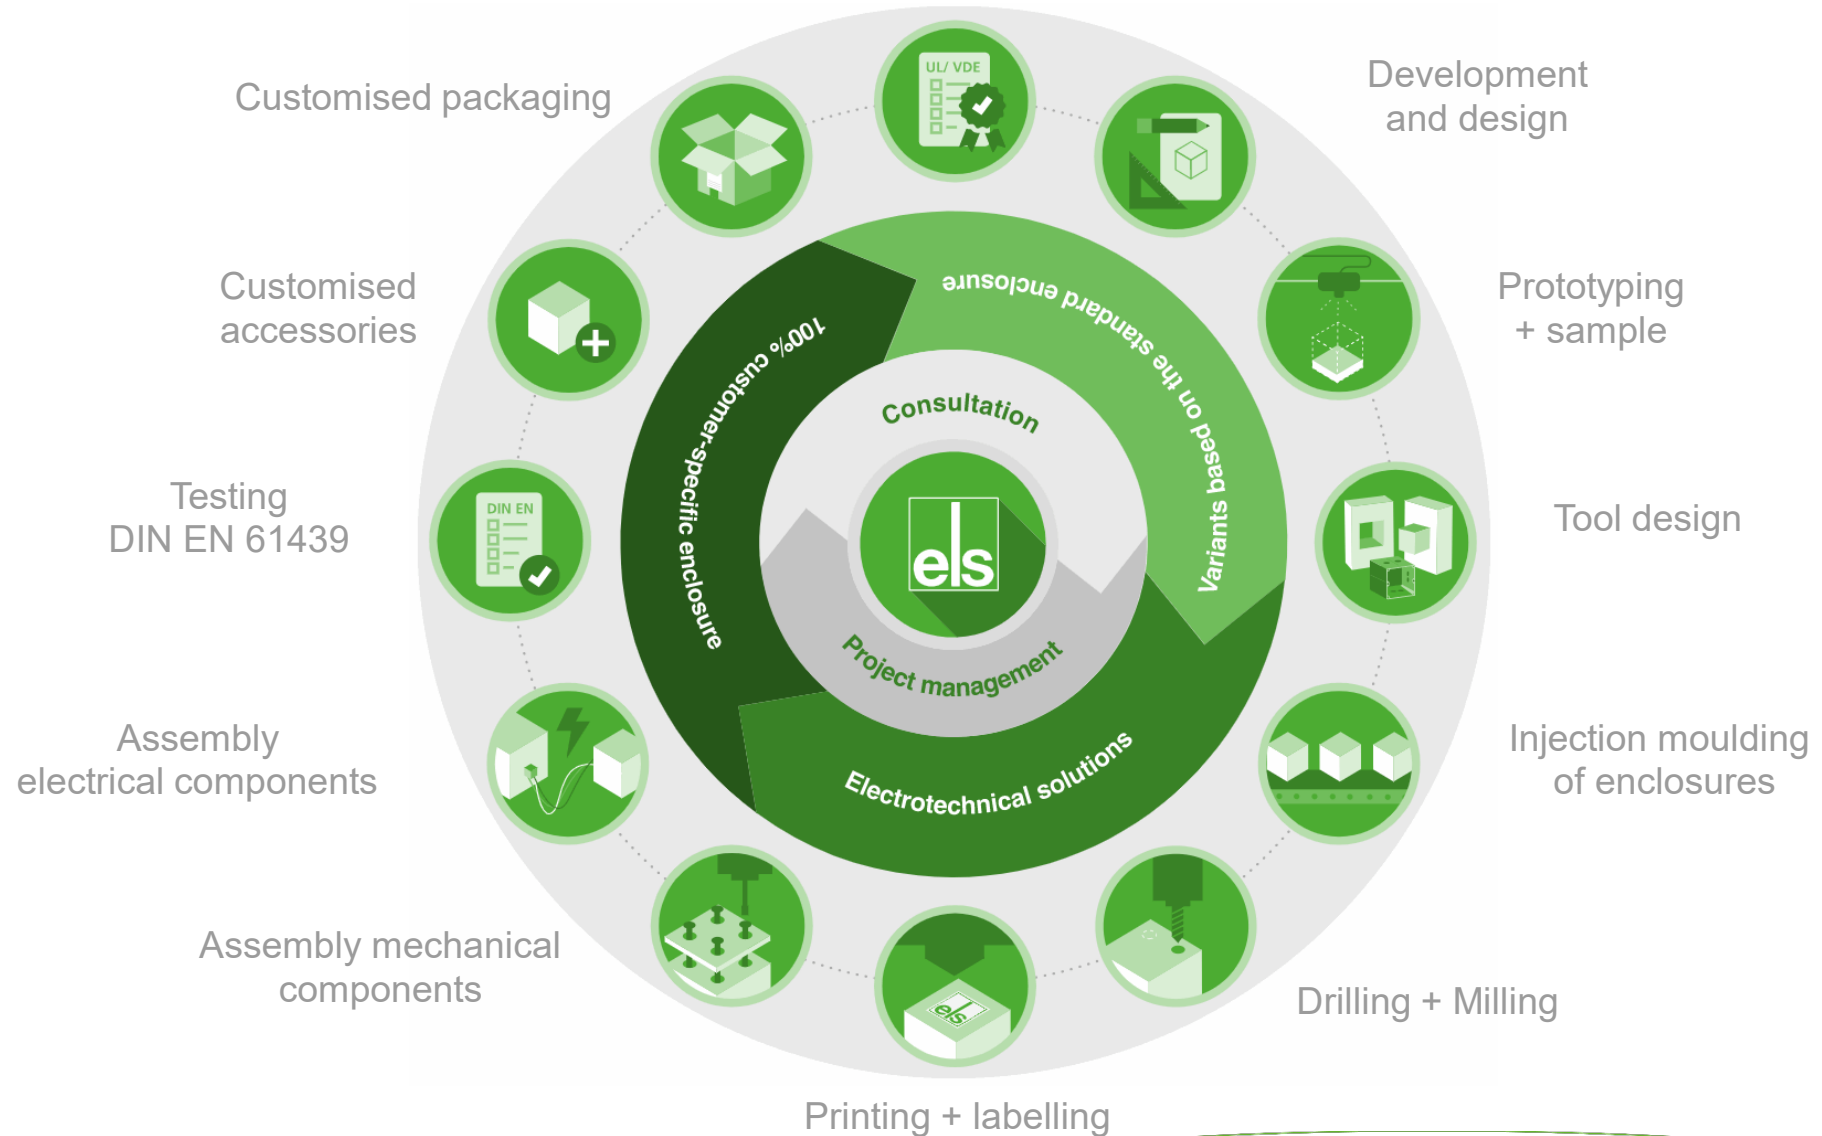 UL/ VDE
Development
and design
Prototyping
+ sample
Tool design
Injection moulding
of enclosures
Drilling + Milling
els
Printing + labelling
Assembly mechanical
components
Assembly
electrical components
Testing
DIN EN 61439
DIN EN
Customised
accessories
Customised packaging
Variants based on the standard enclosure
Electrotechnical solutions
100% customer-specific enclosure
Consultation
els
Project management